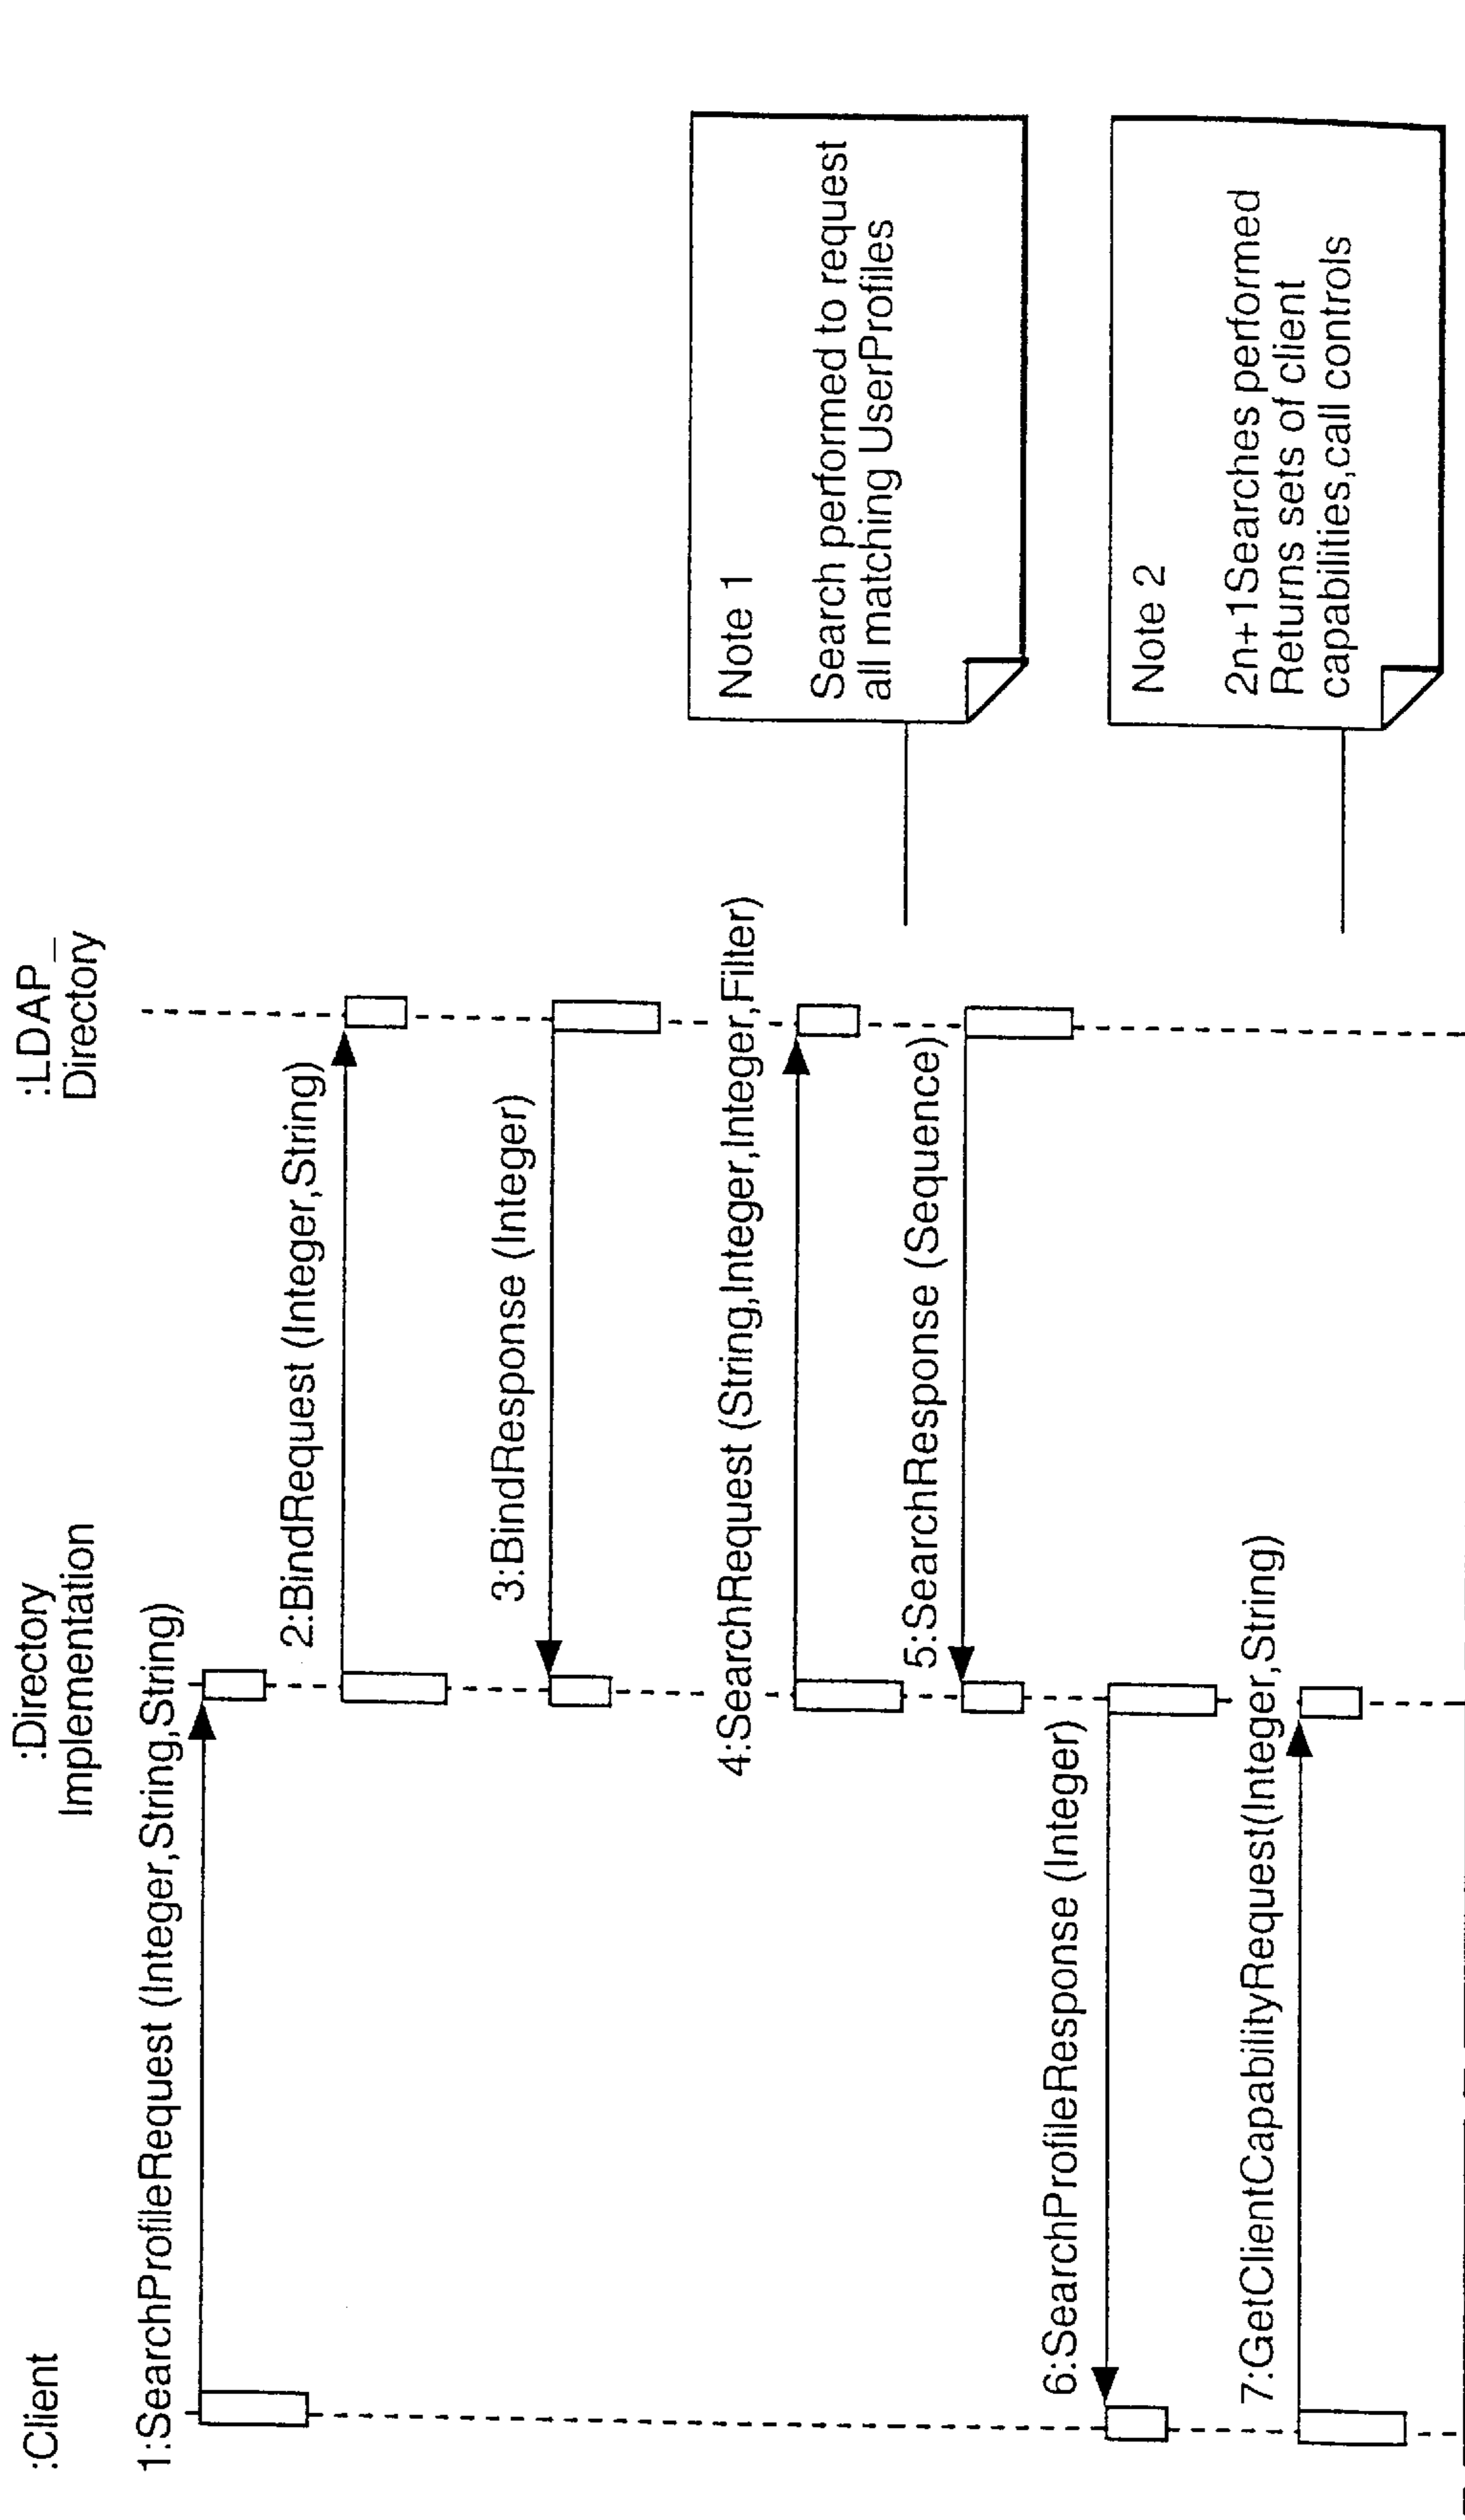 :Client
:Directory
Implementation
:LDAP_
Directory
1:SearchProfileRequest (Integer,String,String)
2:BindRequest (Integer,String)
3:BindResponse (Integer)
4:SearchRequest (String,Integer,Integer,Filter)
Note 1
Search performed to request
all matching UserProfiles
5:SearchResponse (Sequence)
6:SearchProfileResponse (Integer)
7:GetClientCapabilityRequest(Integer,String)
Note 2
2n+1Searches performed
Returns sets of client
capabilities,call controls